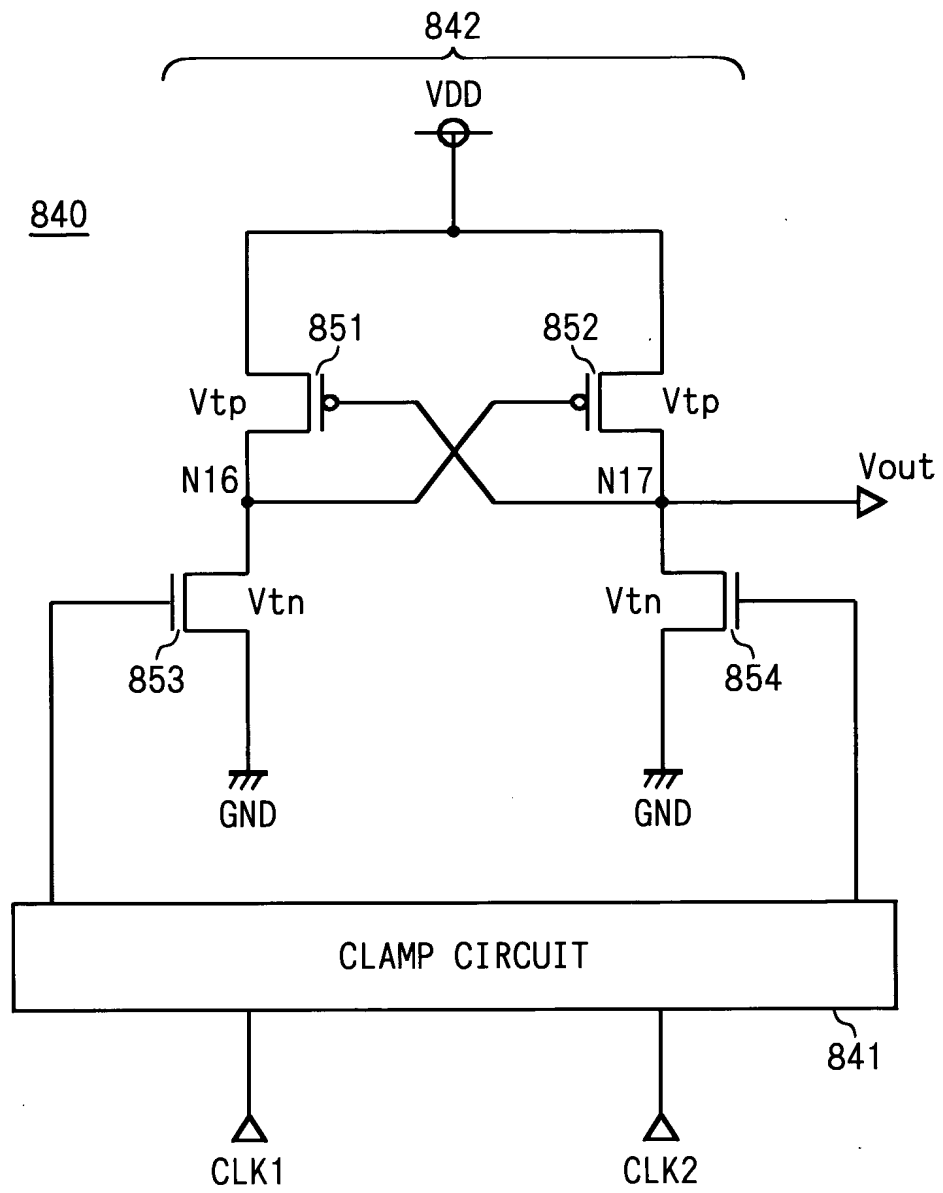 842
VDD
840
851
852
Vtp
Vtp
N16
N17
Vout
Vtn
Vtn
853
854
GND
GND
CLAMP CIRCUIT
841
CLK1
CLK2